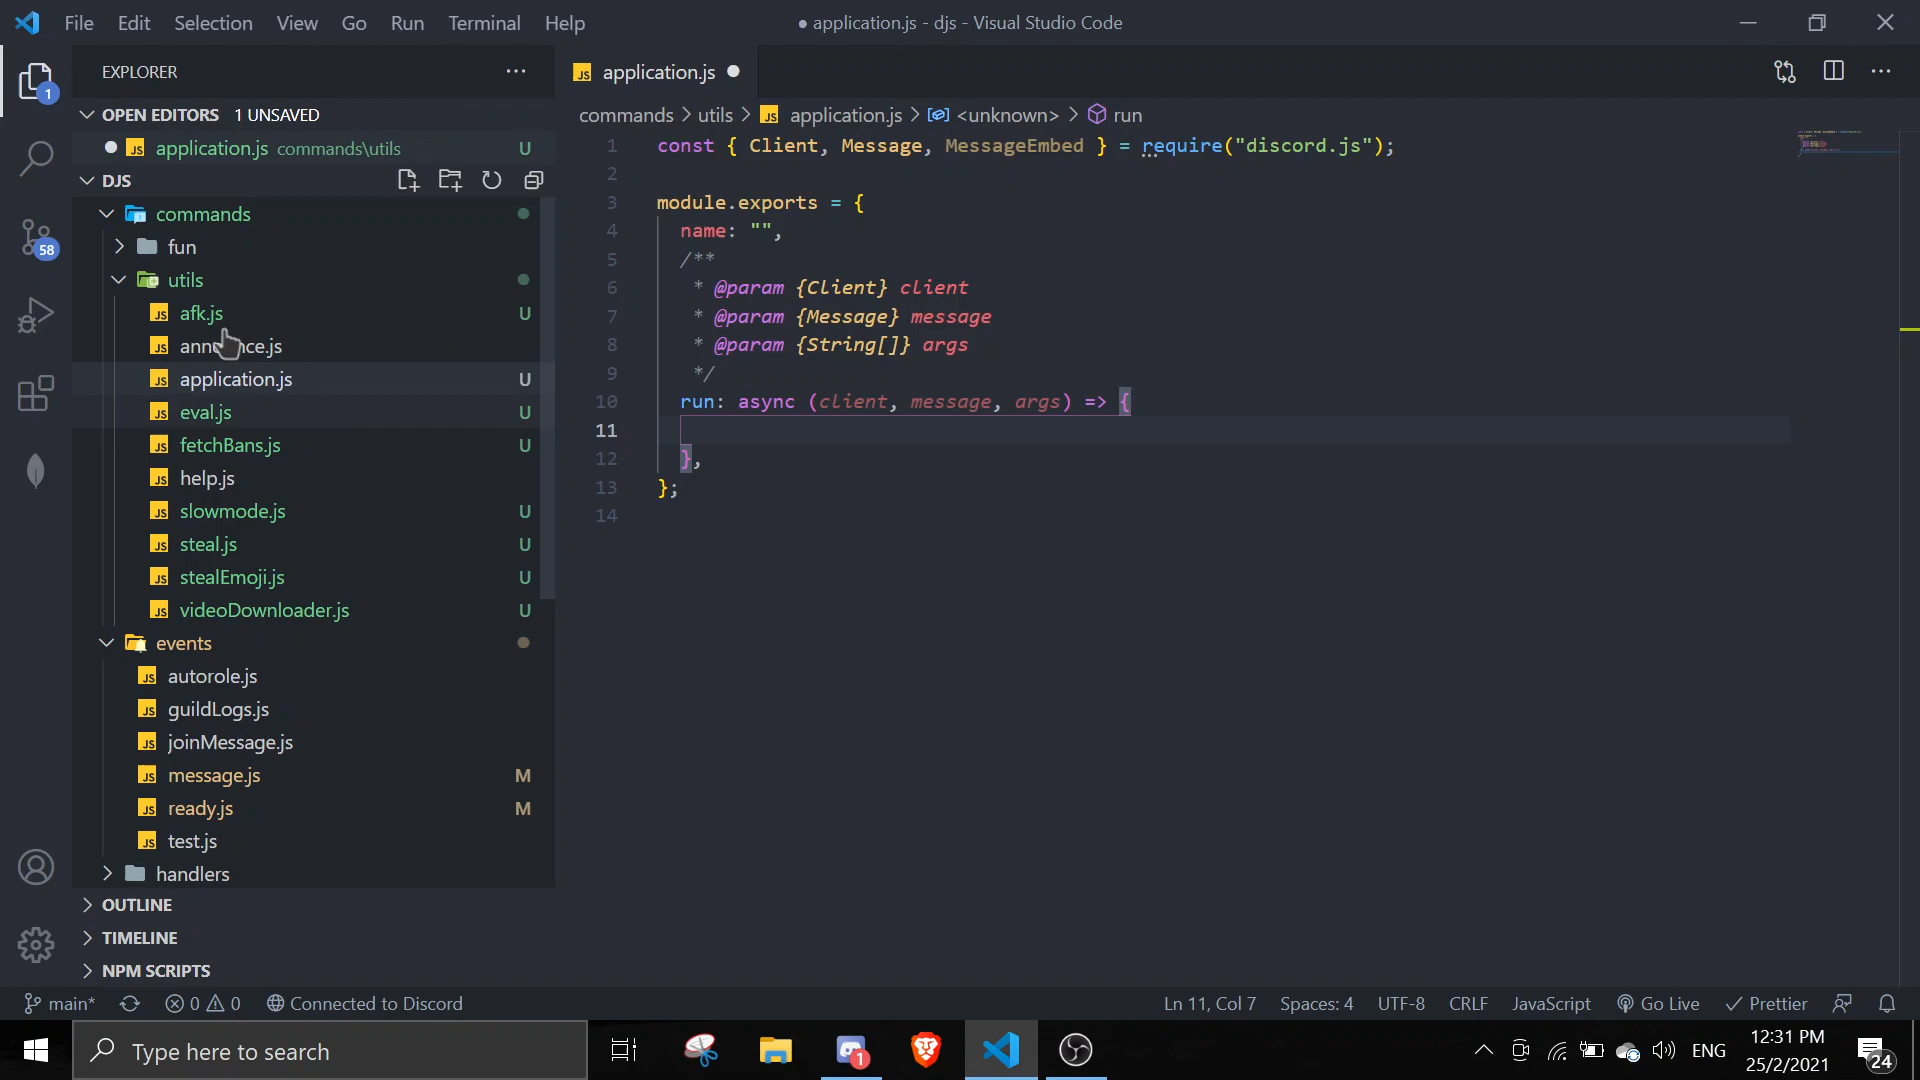 File Edit Selection View Go Run Terminal Help
● application.js - djs - Visual Studio Code
EXPLORER
1
58
OPEN EDITORS 1 UNSAVED
application.js commands\utils U
DJS
commands
fun
utils
afk.js U
announce.js
application.js U
eval.js U
fetchBans.js U
help.js
slowmode.js U
steal.js U
stealEmoji.js U
videoDownloader.js U
events
autorole.js
guildLogs.js
joinMessage.js
message.js M
ready.js M
test.js
handlers
OUTLINE
TIMELINE
NPM SCRIPTS
application.js
commands > utils > application.js > <unknown> > run
1 const { Client, Message, MessageEmbed } = require("discord.js");
2
3 module.exports = {
4 name: "",
5 /**
6 * @param {Client} client
7 * @param {Message} message
8 * @param {String[]} args
9 */
10 run: async (client, message, args) => {
11
12 },
13 };
14
main* 0 0 Connected to Discord
Ln 11, Col 7 Spaces: 4 UTF-8 CRLF JavaScript Go Live Prettier
Type here to search
1
ENG
12:31 PM
25/2/2021
24